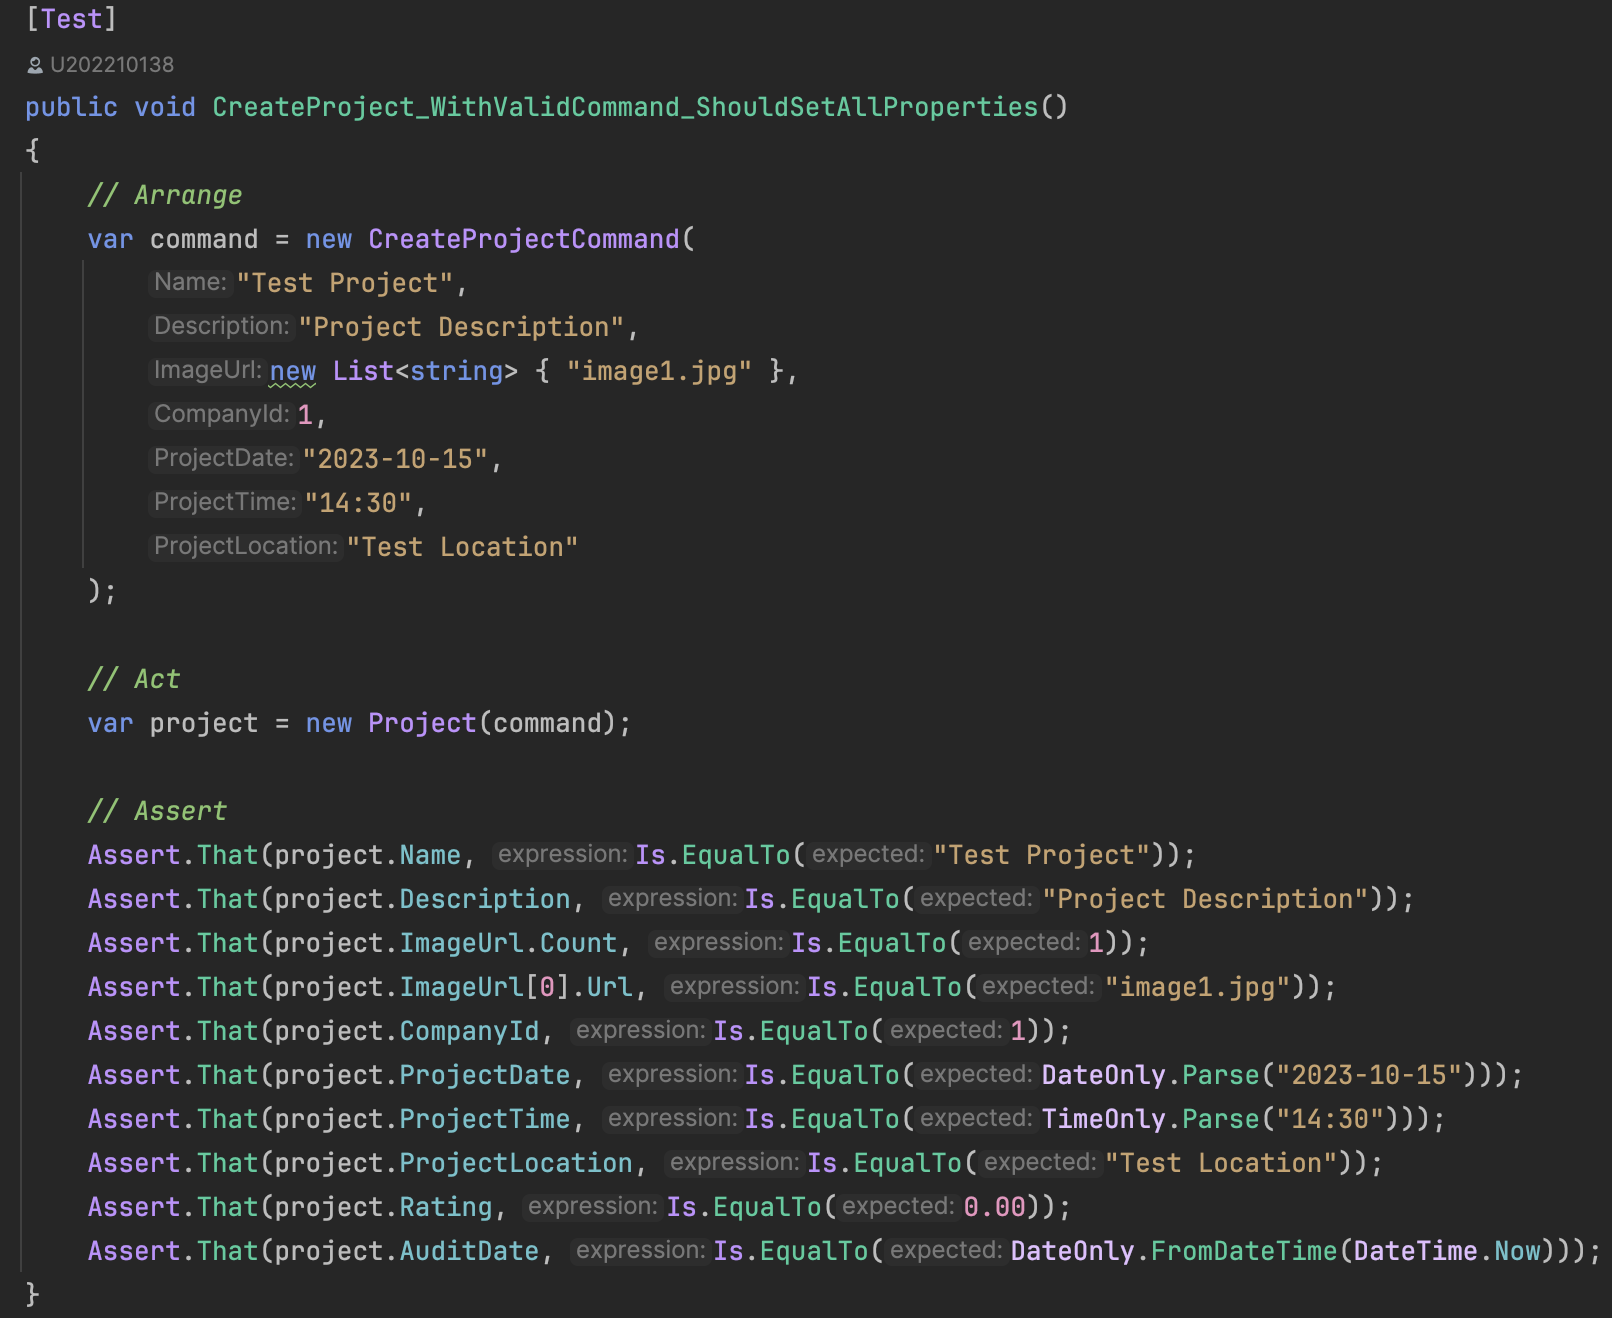 [Test]
U202210138
public void CreateProject_WithValidCommand_ShouldSetAllProperties()
{
// Arrange
var command = new CreateProjectCommand(
Name: "Test Project",
Description: "Project Description",
ImageUrl: new List<string> { "image1.jpg" },
CompanyId: 1,
ProjectDate: "2023-10-15",
ProjectTime: "14:30",
ProjectLocation: "Test Location"
);
// Act
var project = new Project(command);
// Assert
Assert.That(project.Name, expression: Is.EqualTo( expected: "Test Project"));
Assert.That(project.Description, expression: Is.EqualTo( expected: "Project Description"));
Assert.That(project.ImageUrl.Count, expression: Is.EqualTo( expected: 1));
Assert.That(project.ImageUrl[0].Url, expression: Is.EqualTo( expected: "image1.jpg"));
Assert.That(project.CompanyId, expression: Is.EqualTo( expected: 1));
Assert.That(project.ProjectDate, expression: Is.EqualTo( expected: DateOnly.Parse("2023-10-15")));
Assert.That(project.ProjectTime, expression: Is.EqualTo( expected: TimeOnly.Parse("14:30")));
Assert.That(project.ProjectLocation, expression: Is.EqualTo( expected: "Test Location"));
Assert.That(project.Rating, expression: Is.EqualTo( expected: 0.00));
Assert.That(project.AuditDate, expression: Is.EqualTo( expected: DateOnly.FromDateTime(DateTime.Now)));
}